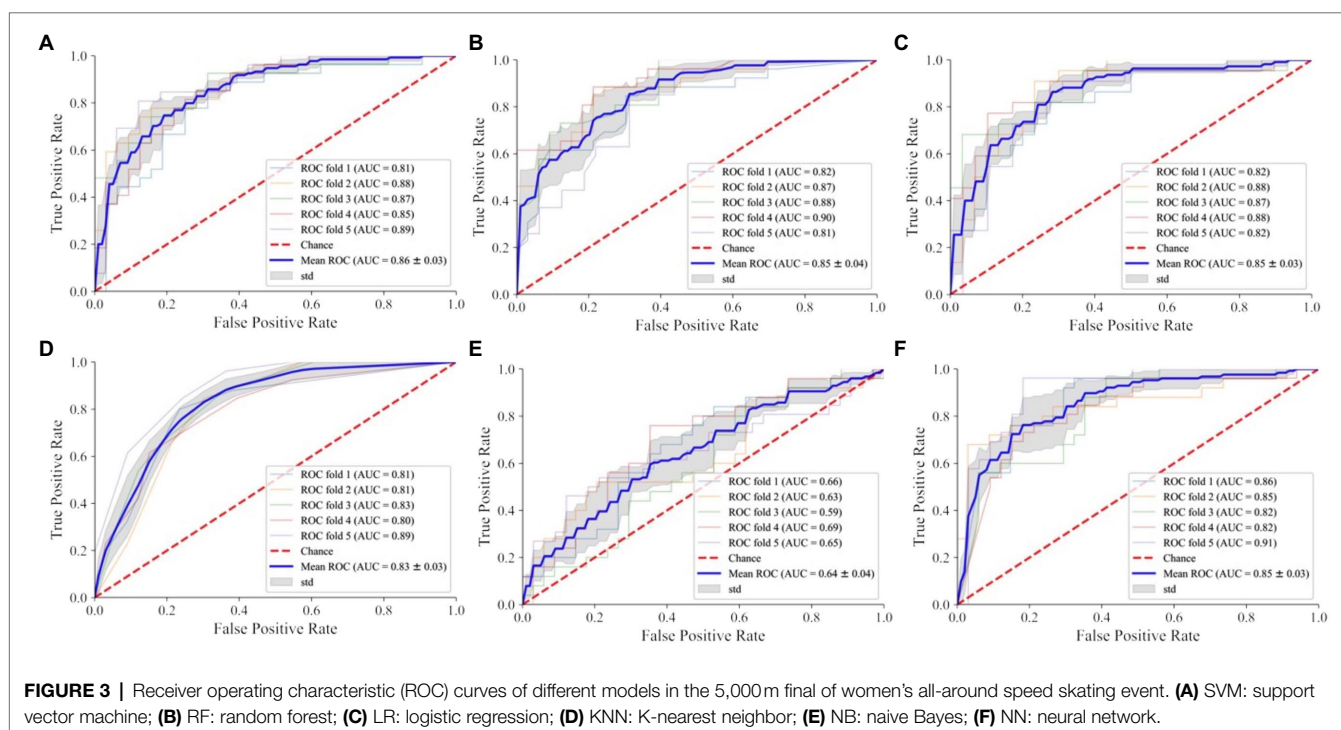 A
True Positive Rate
1.0
0.8
0.6
0.4
0.2
0.0
0.0
0.2
0.4
0.6
0.8
1.0
False Positive Rate
ROC fold 1 (AUC = 0.81)
ROC fold 2 (AUC = 0.88)
ROC fold 3 (AUC = 0.87)
ROC fold 4 (AUC = 0.85)
ROC fold 5 (AUC = 0.89)
Chance
Mean ROC (AUC = 0.86 ± 0.03)
std
B
True Positive Rate
1.0
0.8
0.6
0.4
0.2
0.0
0.0
0.2
0.4
0.6
0.8
1.0
False Positive Rate
ROC fold 1 (AUC = 0.82)
ROC fold 2 (AUC = 0.87)
ROC fold 3 (AUC = 0.88)
ROC fold 4 (AUC = 0.90)
ROC fold 5 (AUC = 0.81)
Chance
Mean ROC (AUC = 0.85 ± 0.04)
std
C
True Positive Rate
1.0
0.8
0.6
0.4
0.2
0.0
0.0
0.2
0.4
0.6
0.8
1.0
False Positive Rate
ROC fold 1 (AUC = 0.82)
ROC fold 2 (AUC = 0.88)
ROC fold 3 (AUC = 0.87)
ROC fold 4 (AUC = 0.88)
ROC fold 5 (AUC = 0.82)
Chance
Mean ROC (AUC = 0.85 ± 0.03)
std
D
True Positive Rate
1.0
0.8
0.6
0.4
0.2
0.0
0.0
0.2
0.4
0.6
0.8
1.0
False Positive Rate
ROC fold 1 (AUC = 0.81)
ROC fold 2 (AUC = 0.81)
ROC fold 3 (AUC = 0.83)
ROC fold 4 (AUC = 0.80)
ROC fold 5 (AUC = 0.89)
Chance
Mean ROC (AUC = 0.83 ± 0.03)
std
E
True Positive Rate
1.0
0.8
0.6
0.4
0.2
0.0
0.0
0.2
0.4
0.6
0.8
1.0
False Positive Rate
ROC fold 1 (AUC = 0.66)
ROC fold 2 (AUC = 0.63)
ROC fold 3 (AUC = 0.59)
ROC fold 4 (AUC = 0.69)
ROC fold 5 (AUC = 0.65)
Chance
Mean ROC (AUC = 0.64 ± 0.04)
std
F
True Positive Rate
1.0
0.8
0.6
0.4
0.2
0.0
0.0
0.2
0.4
0.6
0.8
1.0
False Positive Rate
ROC fold 1 (AUC = 0.86)
ROC fold 2 (AUC = 0.85)
ROC fold 3 (AUC = 0.82)
ROC fold 4 (AUC = 0.82)
ROC fold 5 (AUC = 0.91)
Chance
Mean ROC (AUC = 0.85 ± 0.03)
std
FIGURE 3 | Receiver operating characteristic (ROC) curves of different models in the 5,000 m final of women's all-around speed skating event. (A) SVM: support
vector machine; (B) RF: random forest; (C) LR: logistic regression; (D) KNN: K-nearest neighbor; (E) NB: naive Bayes; (F) NN: neural network.